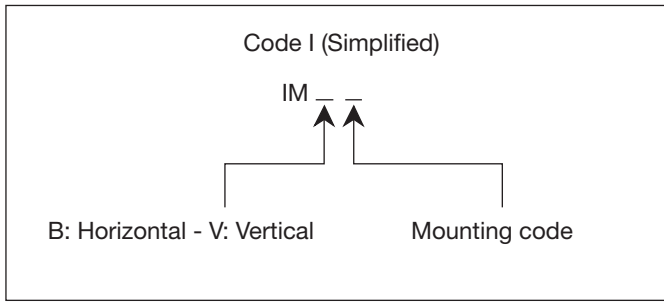 Code I (Simplified)
IM _ _
B: Horizontal - V: Vertical Mounting code